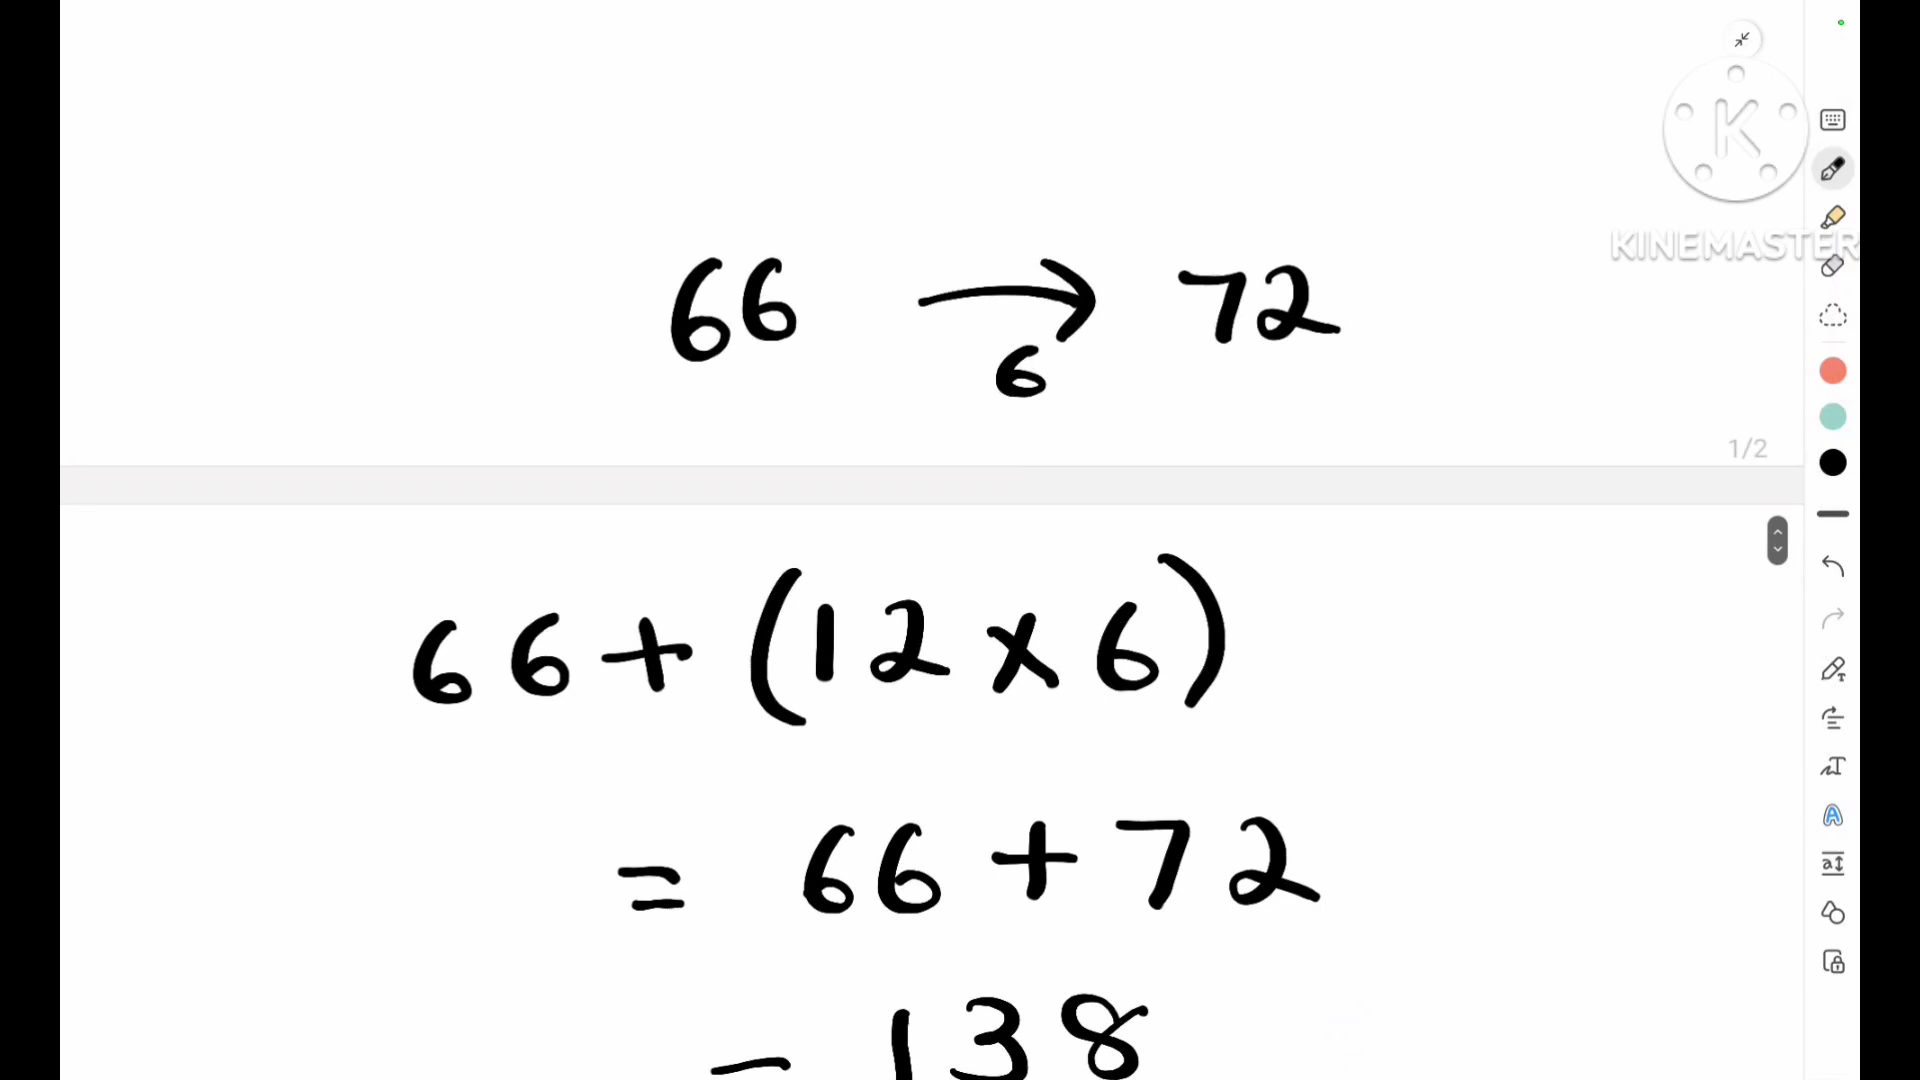 K
KINEMASTER
66 → 72
6
1/2
66 + (12 × 6)
= 66 + 72
= 138